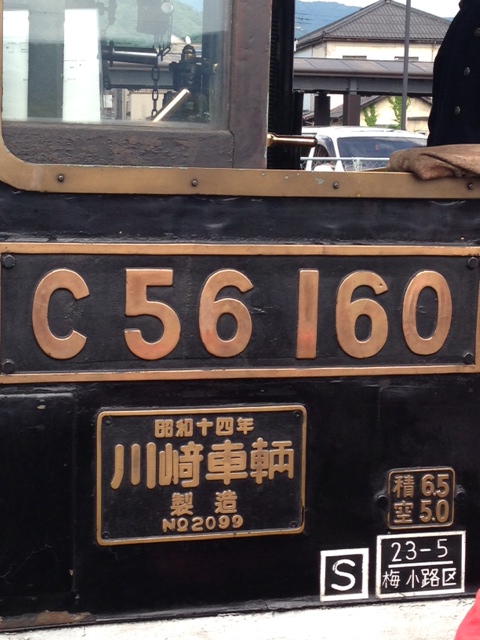 C56 160
昭和十四年
川崎車輌
製造
No2099
積 6.5
空 5.0
S
23-5
梅小路区